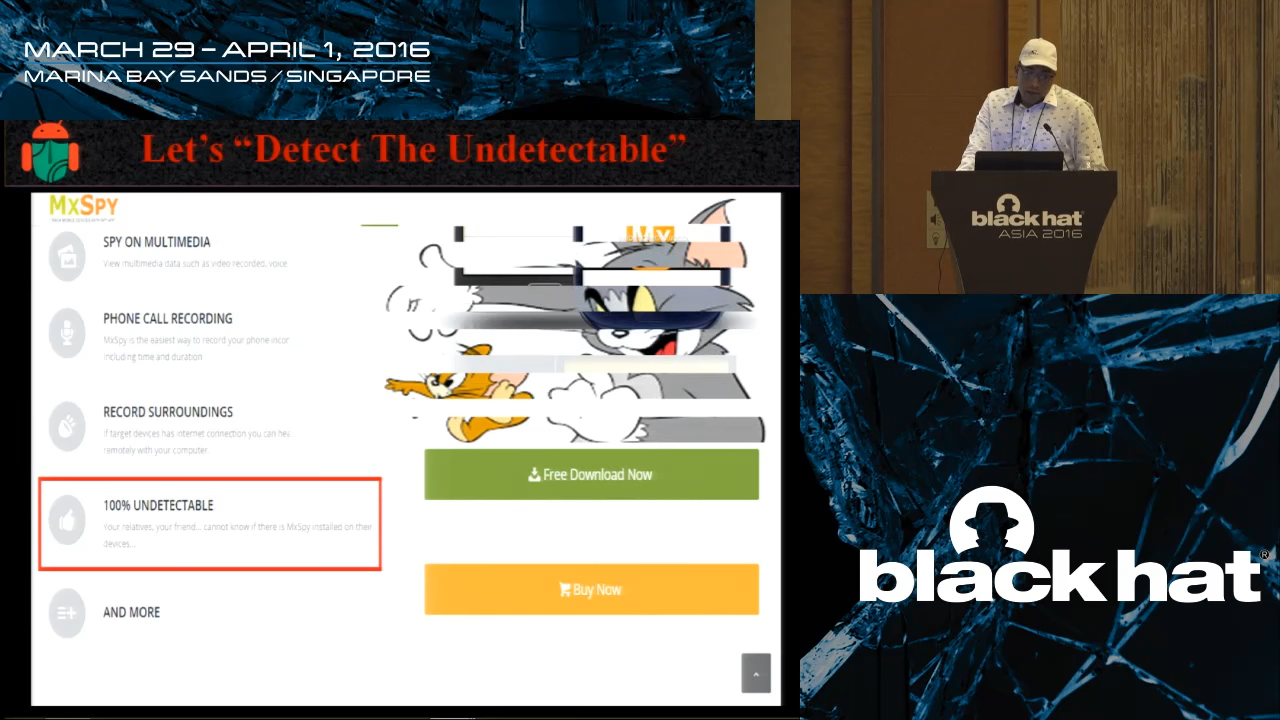 MARCH 29 – APRIL 1, 2016
MARINA BAY SANDS / SINGAPORE
Let's “Detect The Undetectable”
MxSpy
SPY ON MULTIMEDIA
View multimedia data such as video recorded, voice
PHONE CALL RECORDING
MxSpy is the easiest way to record your phone incor
including time and duration
RECORD SURROUNDINGS
If target devices has internet connection you can hea
remotely with your computer.
100% UNDETECTABLE
Your relatives, your friend... cannot know if there is MxSpy installed on their
devices...
AND MORE
Free Download Now
Buy Now
black hat
ASIA 2016
black hat®